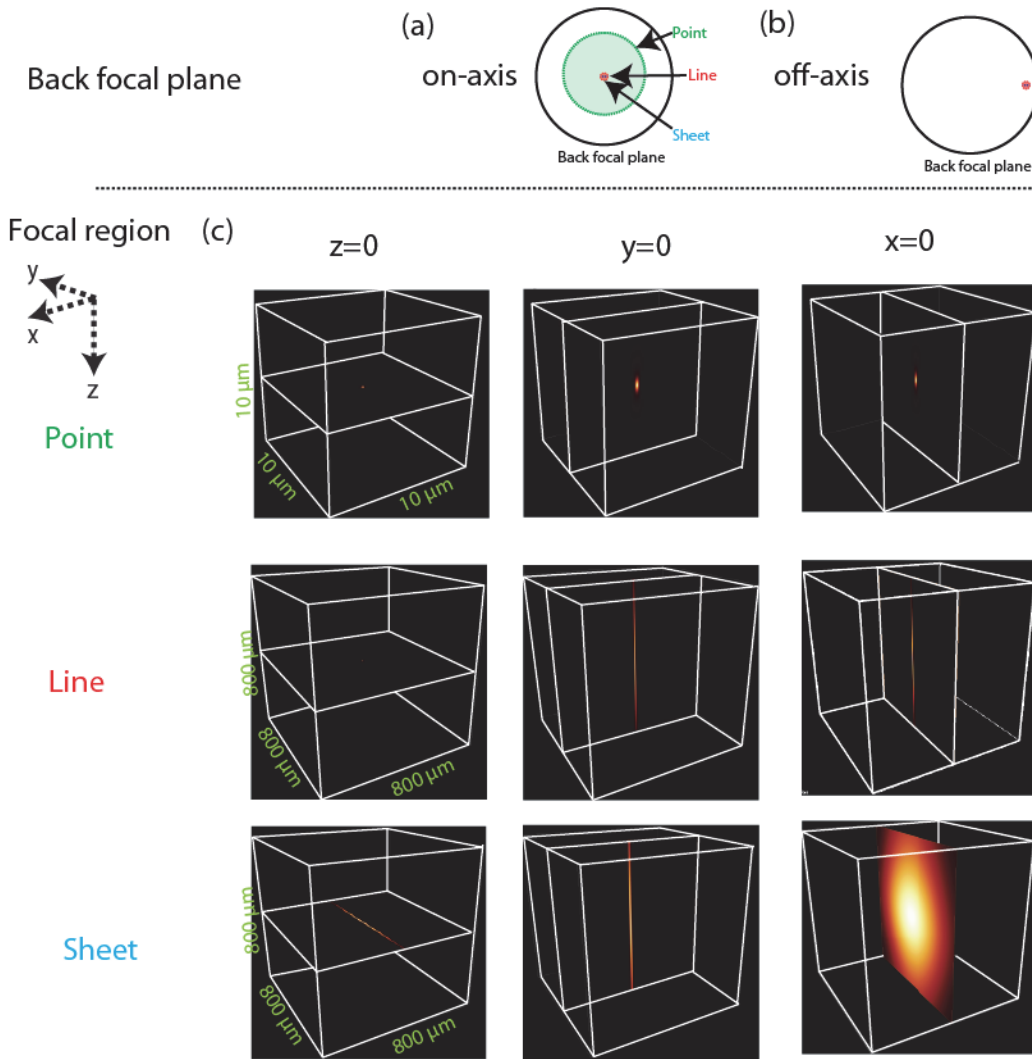 (a)
(b)
Point
Back focal plane
on-axis
Line
off-axis
Sheet
Back focal plane
Back focal plane
Focal region
(c)
z=0
y=0
x=0
y
x
z
10 µm
10 µm
10 µm
Point
800 µm
800 µm
800 µm
Line
800 µm
800 µm
800 µm
Sheet